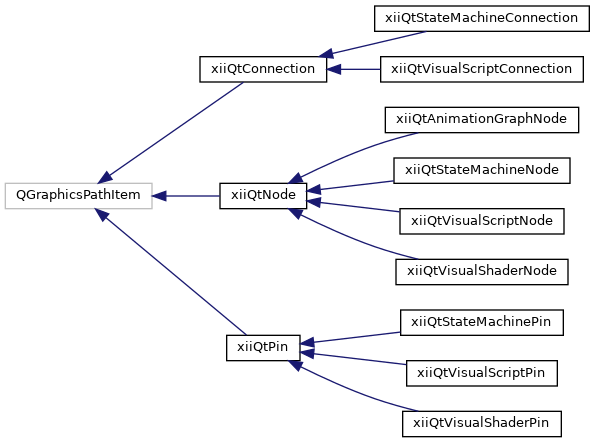 xiiQtStateMachineConnection
xiiQtConnection
xiiQtVisualScriptConnection
xiiQtAnimationGraphNode
xiiQtStateMachineNode
QGraphicsPathItem
xiiQtNode
xiiQtVisualScriptNode
xiiQtVisualShaderNode
xiiQtStateMachinePin
xiiQtPin
xiiQtVisualScriptPin
xiiQtVisualShaderPin